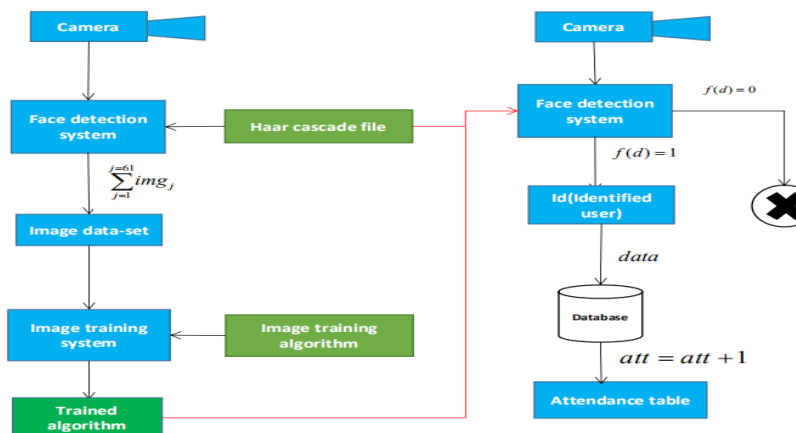 Camera
Face detection
system
Haar cascade file
j=61
∑ img_j
j=1
Image data-set
Image training
system
Image training
algorithm
Trained
algorithm
Camera
Face detection
system
f(d)=0
f(d)=1
Id(Identified
user)
data
Database
att = att +1
Attendance table